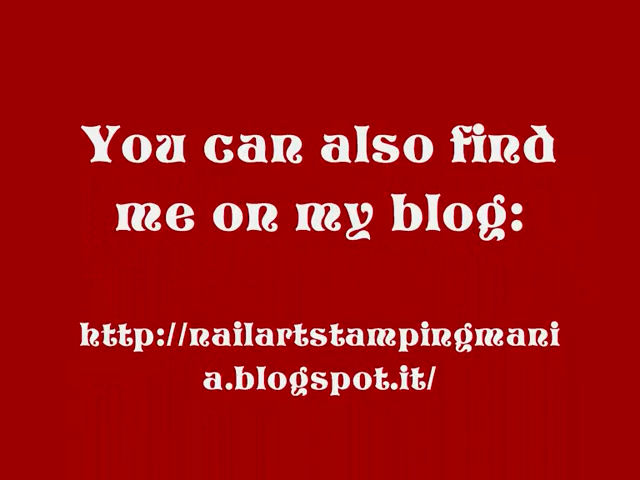 You can also find
me on my blog:
http://nailartstampingmani
a.blogspot.it/